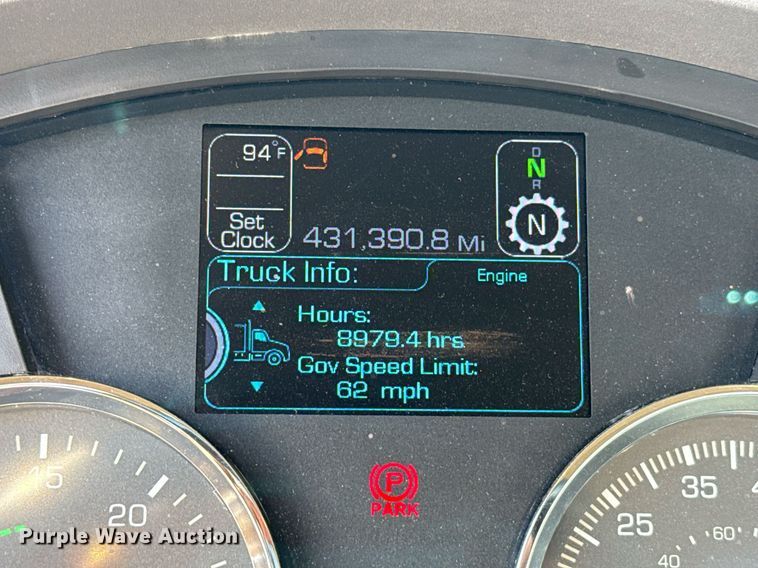 94°F
D
N
R
Set
Clock
431,390.8 Mi
N
Truck Info:
Engine
Hours:
8979.4 hrs
Gov Speed Limit:
62 mph
P
PARK
15
20
25
35
40
60
Purple Wave Auction